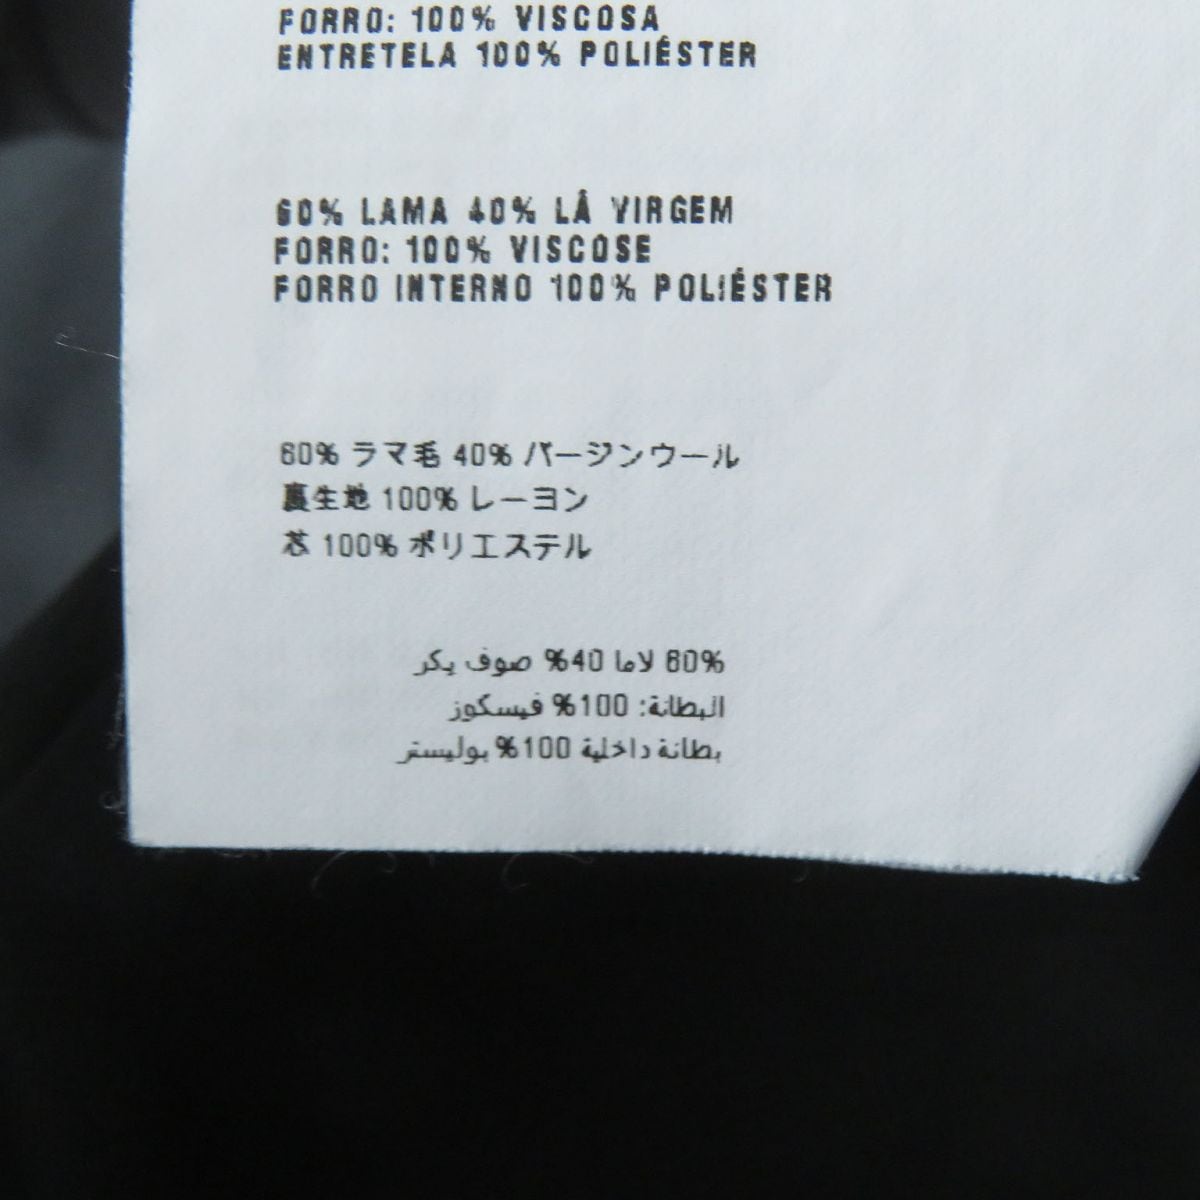 FORRO: 100% VISCOSA
ENTRETELA 100% POLIÉSTER
60% LAMA 40% LÃ VIRGEM
FORRO: 100% VISCOSE
FORRO INTERNO 100% POLIÉSTER
60% ラマ毛 40% バージンウール
裏生地 100% レーヨン
芯 100% ポリエステル
60% لاما 40% صوف بكر
البطانة: 100% فيسكوز
بطانة داخلية 100% بوليستر